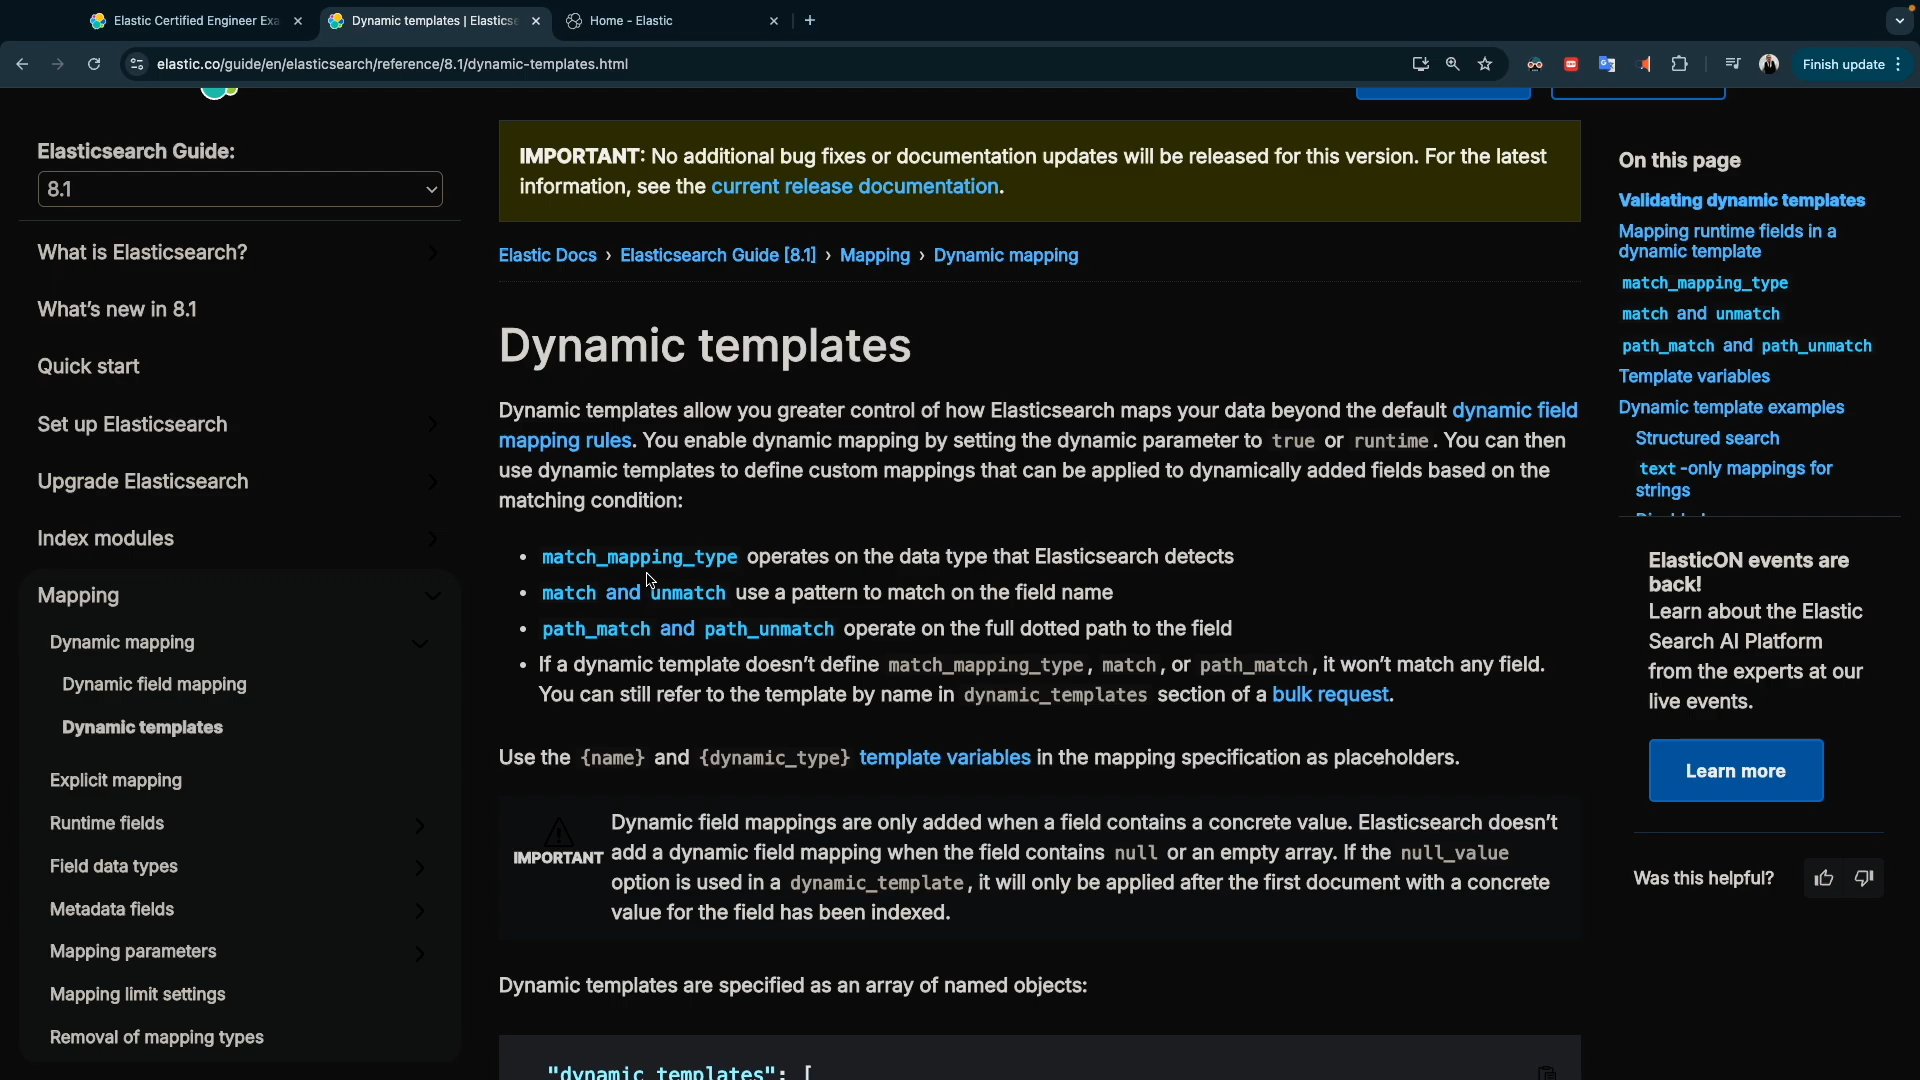 Elastic Certified Engineer Exa
Dynamic templates | Elasticse
Home - Elastic
elastic.co/guide/en/elasticsearch/reference/8.1/dynamic-templates.html
Finish update
Elasticsearch Guide:
8.1
What is Elasticsearch?
What's new in 8.1
Quick start
Set up Elasticsearch
Upgrade Elasticsearch
Index modules
Mapping
Dynamic mapping
Dynamic field mapping
Dynamic templates
Explicit mapping
Runtime fields
Field data types
Metadata fields
Mapping parameters
Mapping limit settings
Removal of mapping types
IMPORTANT: No additional bug fixes or documentation updates will be released for this version. For the latest
information, see the current release documentation.
Elastic Docs › Elasticsearch Guide [8.1] › Mapping › Dynamic mapping
Dynamic templates
Dynamic templates allow you greater control of how Elasticsearch maps your data beyond the default dynamic field
mapping rules. You enable dynamic mapping by setting the dynamic parameter to true or runtime. You can then
use dynamic templates to define custom mappings that can be applied to dynamically added fields based on the
matching condition:
• match_mapping_type operates on the data type that Elasticsearch detects
• match and unmatch use a pattern to match on the field name
• path_match and path_unmatch operate on the full dotted path to the field
• If a dynamic template doesn't define match_mapping_type, match, or path_match, it won't match any field.
You can still refer to the template by name in dynamic_templates section of a bulk request.
Use the {name} and {dynamic_type} template variables in the mapping specification as placeholders.
IMPORTANT
Dynamic field mappings are only added when a field contains a concrete value. Elasticsearch doesn't
add a dynamic field mapping when the field contains null or an empty array. If the null_value
option is used in a dynamic_template, it will only be applied after the first document with a concrete
value for the field has been indexed.
Dynamic templates are specified as an array of named objects:
"dynamic_templates": [
On this page
Validating dynamic templates
Mapping runtime fields in a
dynamic template
match_mapping_type
match and unmatch
path_match and path_unmatch
Template variables
Dynamic template examples
Structured search
text-only mappings for
strings
ElasticON events are
back!
Learn about the Elastic
Search AI Platform
from the experts at our
live events.
Learn more
Was this helpful?